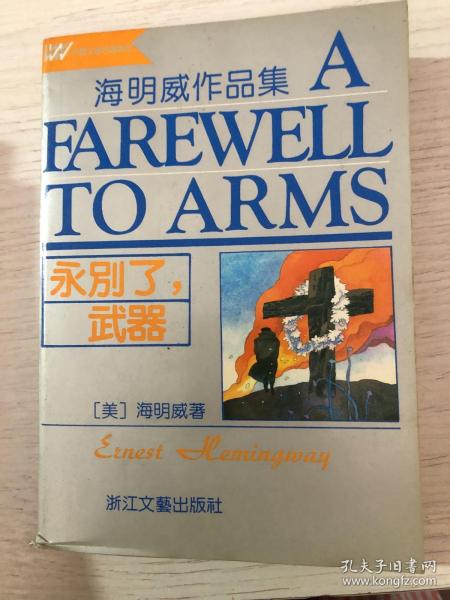 海明威作品集 A
FAREWELL
TO ARMS
永別了，
武器
［美］海明威著
Ernest Hemingway
浙江文藝出版社
孔夫子旧书网
www.kongfz.com